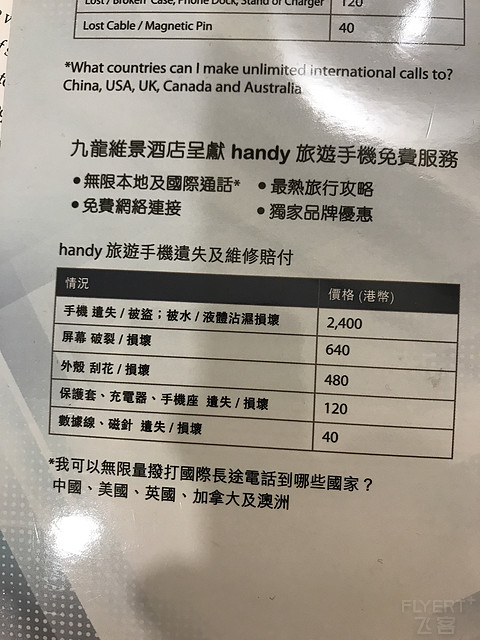 Lost / Broken Case, Phone Dock, Stand or Charger 120
Lost Cable / Magnetic Pin 40
*What countries can I make unlimited international calls to?
China, USA, UK, Canada and Australia
九龍維景酒店呈獻 handy 旅遊手機免費服務
•無限本地及國際通話* •最熱旅行攻略
•免費網絡連接 •獨家品牌優惠
handy 旅遊手機遺失及維修賠付
情況 價格 (港幣)
手機 遺失 / 被盜；被水 / 液體沾濕損壞 2,400
屏幕 破裂 / 損壞 640
外殼 刮花 / 損壞 480
保護套、充電器、手機座 遺失 / 損壞 120
數據線、磁針 遺失 / 損壞 40
*我可以無限量撥打國際長途電話到哪些國家？
中國、美國、英國、加拿大及澳洲
FLYERT
飞客